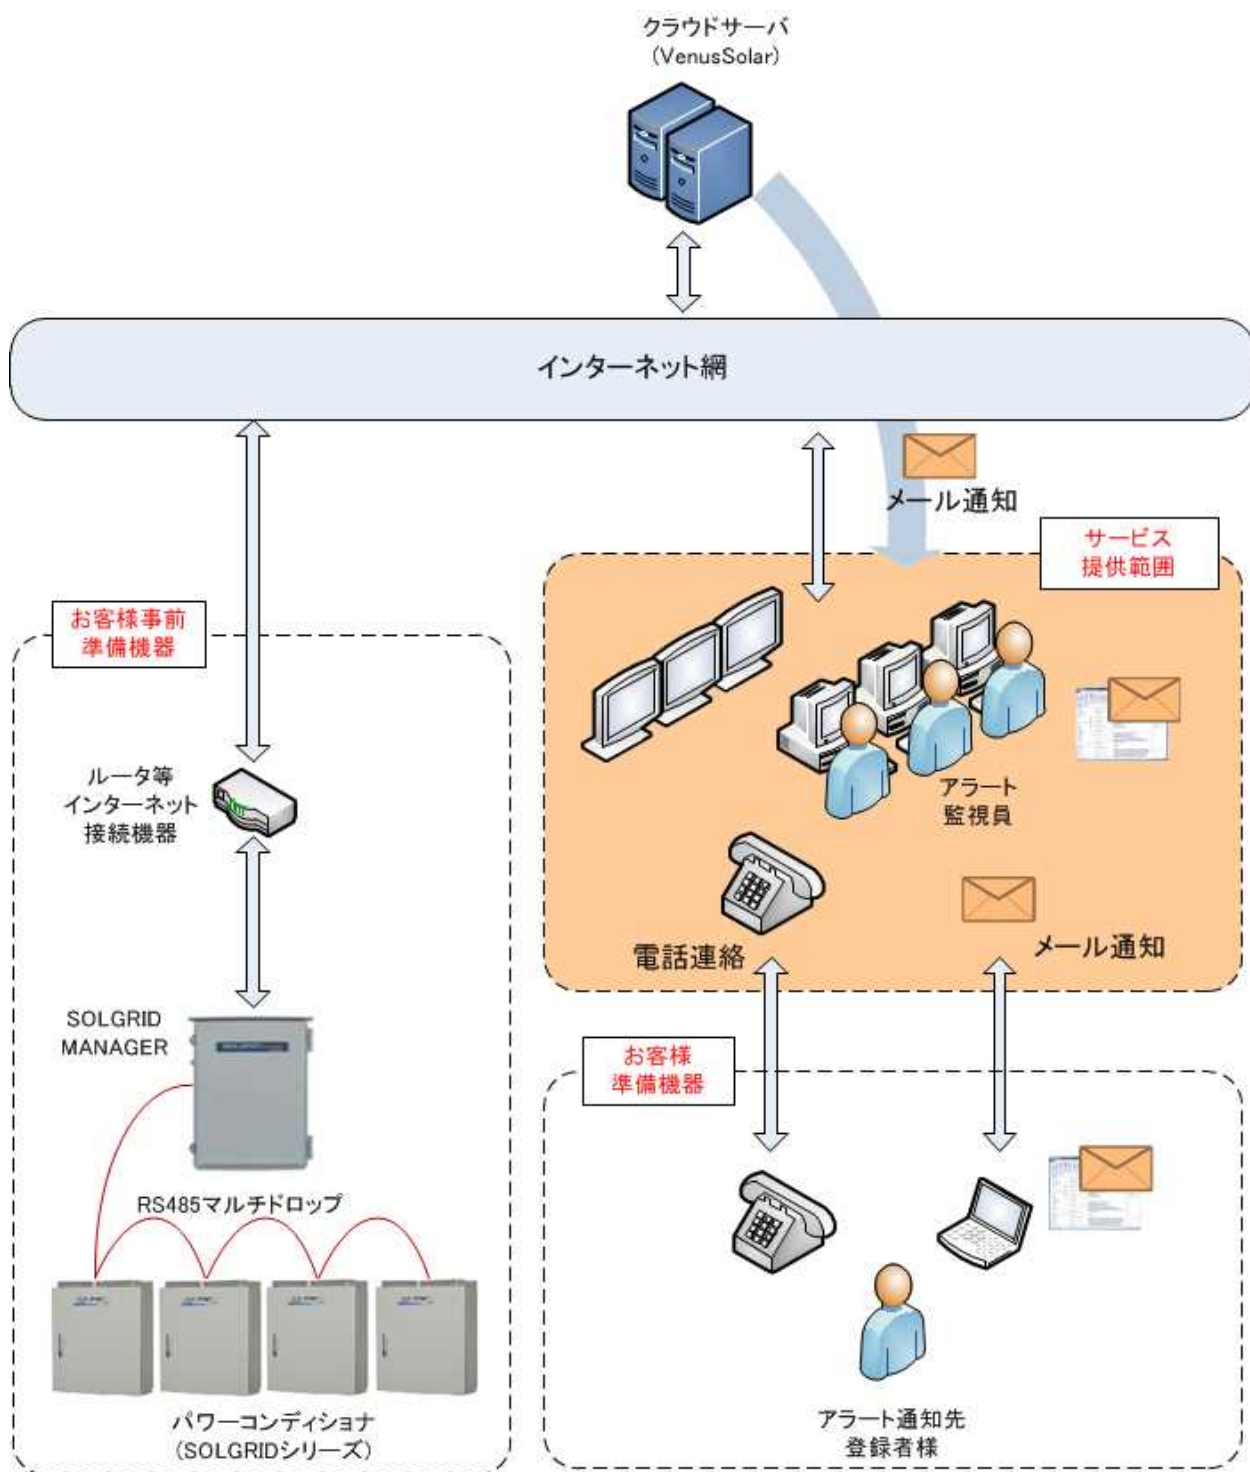 クラウドサーバ
(VenusSolar)
インターネット網
メール通知
サービス
提供範囲
お客様事前
準備機器
ルータ等
インターネット
接続機器
アラート
監視員
電話連絡
メール通知
SOLGRID
MANAGER
お客様
準備機器
RS485マルチドロップ
パワーコンディショナ
(SOLGRIDシリーズ)
アラート通知先
登録者様